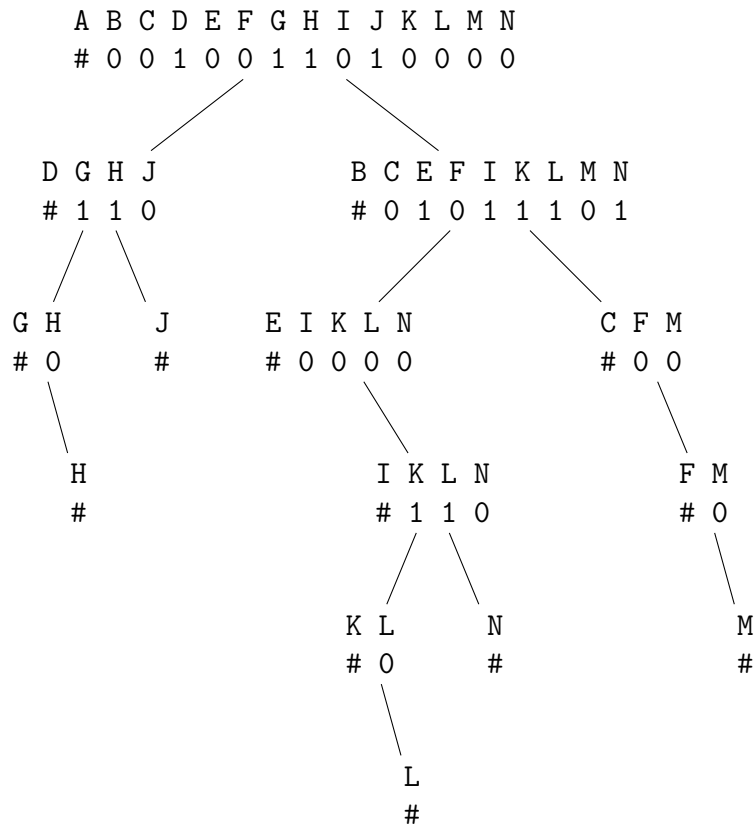 A B C D E F G H I J K L M N
# 0 0 1 0 0 1 1 0 1 0 0 0 0
D G H J
# 1 1 0
B C E F I K L M N
# 0 1 0 1 1 1 0 1
G H
# 0
J
#
E I K L N
# 0 0 0 0
C F M
# 0 0
H
#
I K L N
# 1 1 0
F M
# 0
K L
# 0
N
#
M
#
L
#